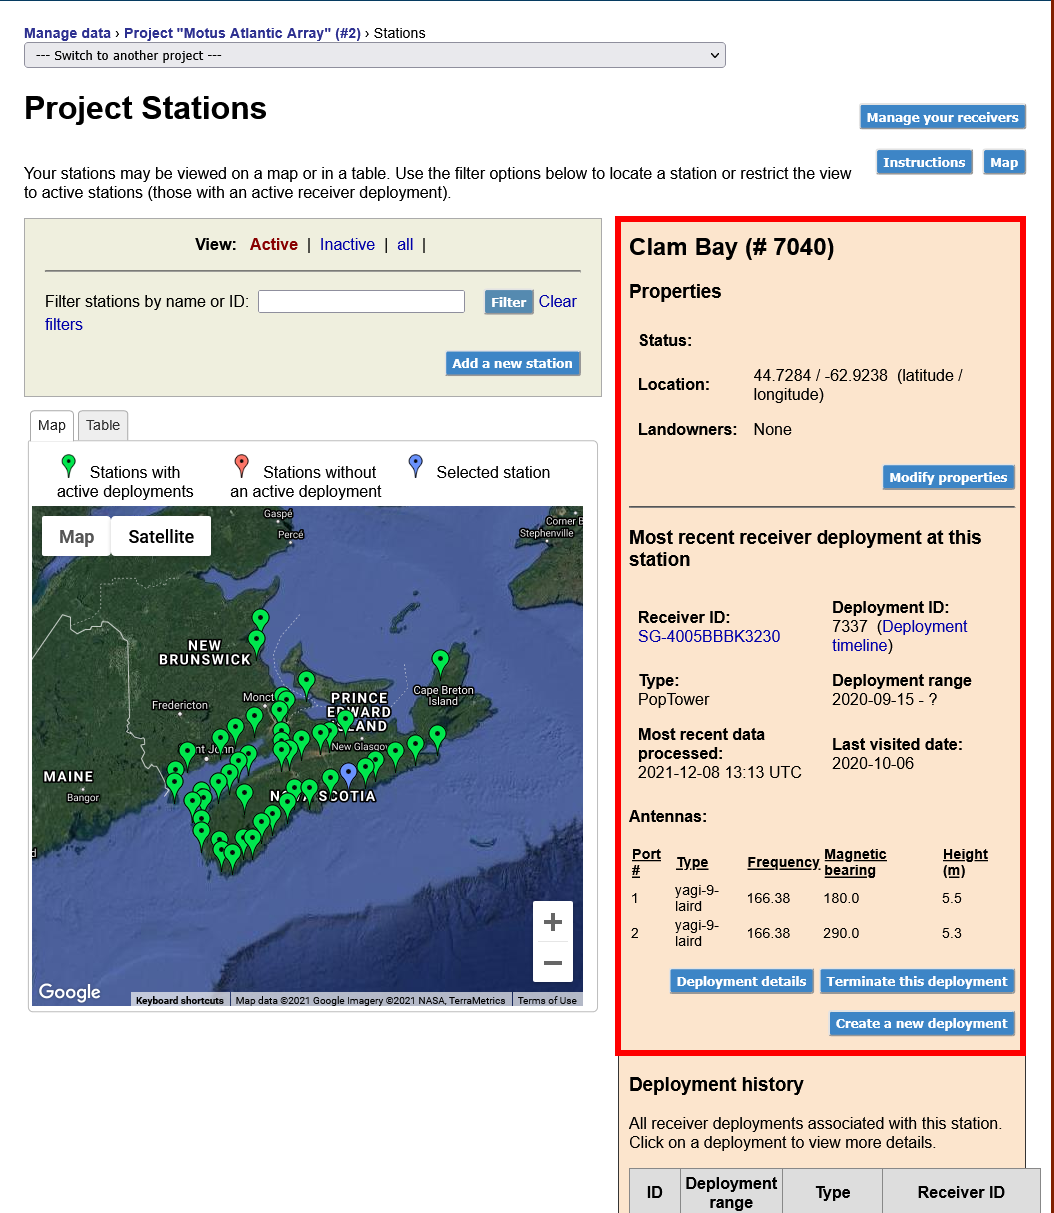 Manage data › Project "Motus Atlantic Array" (#2) › Stations
--- Switch to another project ---
Project Stations
Manage your receivers
Instructions Map
Your stations may be viewed on a map or in a table. Use the filter options below to locate a station or restrict the view
to active stations (those with an active receiver deployment).
View: Active | Inactive | all |
Filter stations by name or ID: Filter Clear
filters
Add a new station
Map Table
Stations with
active deployments
Stations without
an active deployment
Selected station
Map Satellite
Gaspé
Percé
Corner B
Stephenville
NEW
BRUNSWICK
Fredericton
Monct
PRINCE
EDWARD
ISLAND
Cape Breton
Island
New Glasgow
nt John
MAINE
Bangor
NOVA SCOTIA
Google
Keyboard shortcuts Map data ©2021 Google Imagery ©2021 NASA, TerraMetrics Terms of Use
Clam Bay (# 7040)
Properties
Status:
Location: 44.7284 / -62.9238 (latitude /
longitude)
Landowners: None
Modify properties
Most recent receiver deployment at this
station
Receiver ID:
SG-4005BBBK3230
Deployment ID:
7337 (Deployment
timeline)
Type:
PopTower
Deployment range
2020-09-15 - ?
Most recent data
processed:
2021-12-08 13:13 UTC
Last visited date:
2020-10-06
Antennas:
Port
# Type Frequency Magnetic
bearing Height
(m)
1 yagi-9-
laird 166.38 180.0 5.5
2 yagi-9-
laird 166.38 290.0 5.3
Deployment details Terminate this deployment
Create a new deployment
Deployment history
All receiver deployments associated with this station.
Click on a deployment to view more details.
ID Deployment
range Type Receiver ID